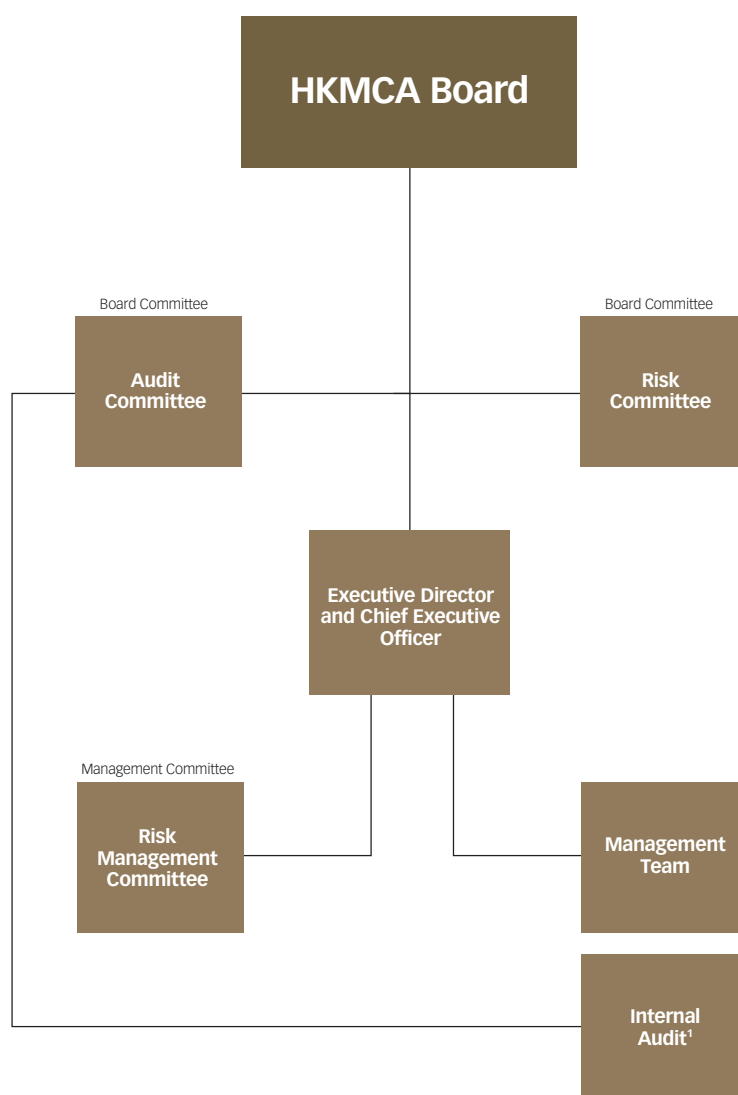 HKMCA Board
Board Committee
Audit
Committee
Board Committee
Risk
Committee
Executive Director
and Chief Executive
Officer
Management Committee
Risk
Management
Committee
Management
Team
Internal
Audit¹